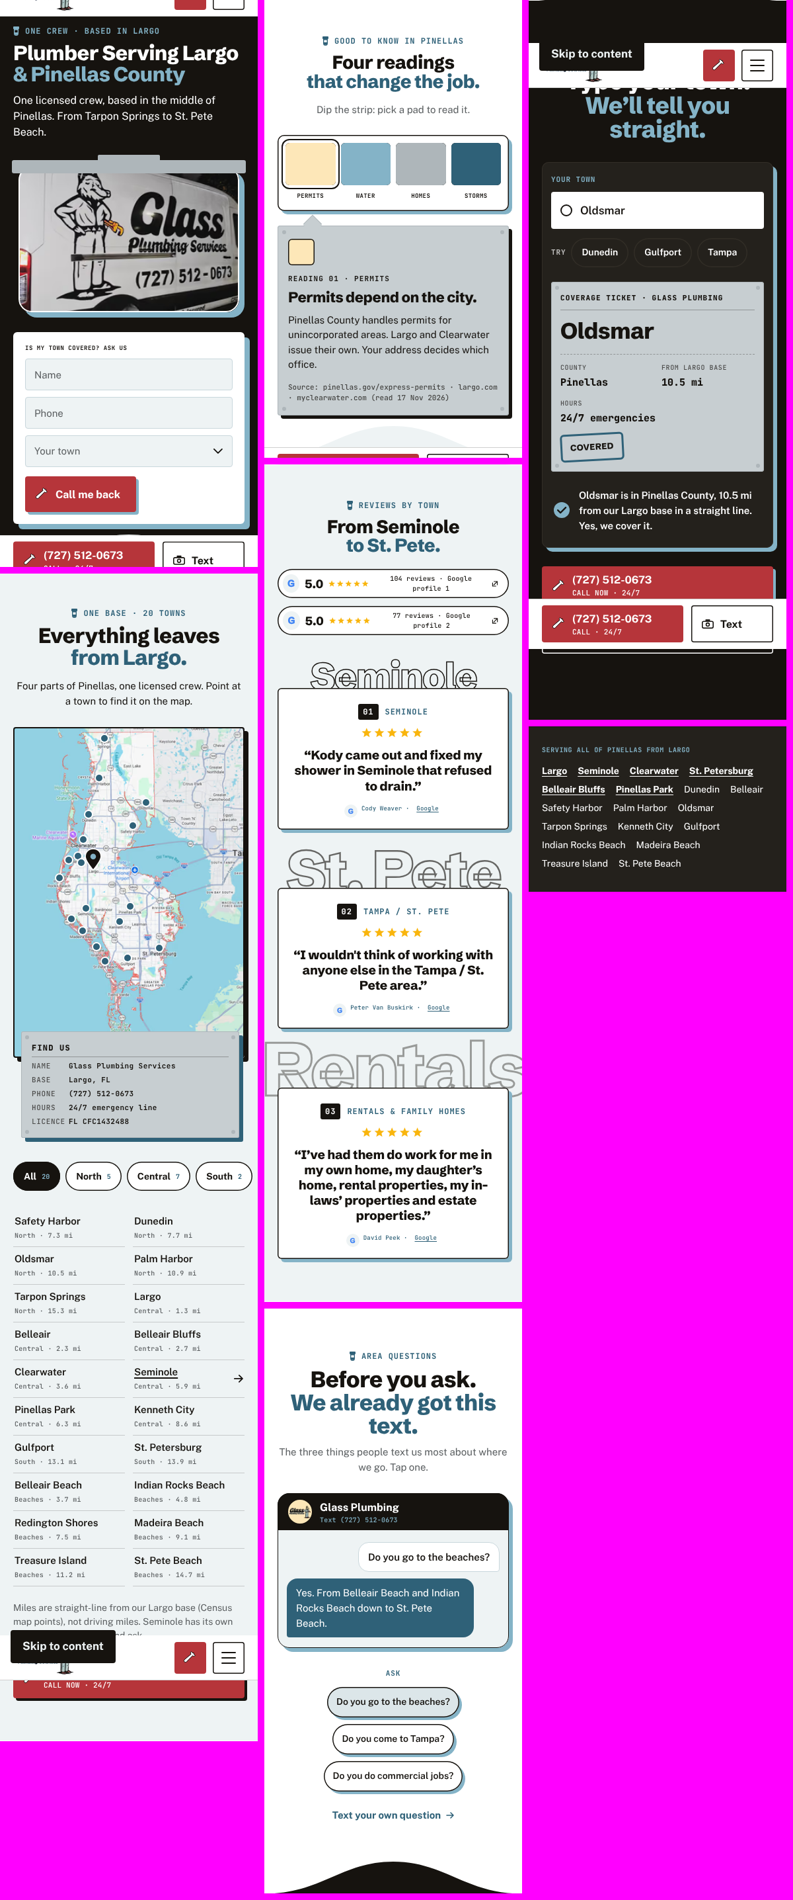 ONE CREW · BASED IN LARGO
Plumber Serving Largo
& Pinellas County
One licensed crew, based in the middle of
Pinellas. From Tarpon Springs to St. Pete
Beach.
Glass
Plumbing Services
(727) 512-0673
IS MY TOWN COVERED? ASK US
Name
Phone
Your town
Call me back
(727) 512-0673
Text
ONE BASE · 20 TOWNS
Everything leaves
from Largo.
Four parts of Pinellas, one licensed crew. Point at
a town to find it on the map.
FIND US
NAME Glass Plumbing Services
BASE Largo, FL
PHONE (727) 512-0673
HOURS 24/7 emergency line
LICENCE FL CFC1432488
All 20 North 5 Central 7 South 2
Safety Harbor
North · 7.3 mi
Dunedin
North · 7.7 mi
Oldsmar
North · 10.5 mi
Palm Harbor
North · 10.9 mi
Tarpon Springs
North · 15.3 mi
Largo
Central · 1.3 mi
Belleair
Central · 2.3 mi
Belleair Bluffs
Central · 2.7 mi
Clearwater
Central · 3.6 mi
Seminole
Central · 5.9 mi
Pinellas Park
Central · 6.3 mi
Kenneth City
Central · 8.6 mi
Gulfport
South · 13.1 mi
St. Petersburg
South · 13.9 mi
Belleair Beach
Beaches · 3.7 mi
Indian Rocks Beach
Beaches · 4.8 mi
Redington Shores
Beaches · 7.5 mi
Madeira Beach
Beaches · 9.1 mi
Treasure Island
Beaches · 11.2 mi
St. Pete Beach
Beaches · 14.7 mi
Miles are straight-line from our Largo base (Census
map points), not driving miles. Seminole has its own
Skip to content
CALL NOW · 24/7
GOOD TO KNOW IN PINELLAS
Four readings
that change the job.
Dip the strip: pick a pad to read it.
PERMITS WATER HOMES STORMS
READING 01 · PERMITS
Permits depend on the city.
Pinellas County handles permits for
unincorporated areas. Largo and Clearwater
issue their own. Your address decides which
office.
Source: pinellas.gov/express-permits · largo.com
· myclearwater.com (read 17 Nov 2026)
REVIEWS BY TOWN
From Seminole
to St. Pete.
G 5.0 104 reviews · Google
profile 1
G 5.0 77 reviews · Google
profile 2
Seminole
01 SEMINOLE
“Kody came out and fixed my
shower in Seminole that refused
to drain.”
G Cody Weaver · Google
St. Pete
02 TAMPA / ST. PETE
“I wouldn't think of working with
anyone else in the Tampa / St.
Pete area.”
G Peter Van Buskirk · Google
Rentals
03 RENTALS & FAMILY HOMES
“I’ve had them do work for me in
my own home, my daughter’s
home, rental properties, my in-
laws’ properties and estate
properties.”
G David Peek · Google
AREA QUESTIONS
Before you ask.
We already got this
text.
The three things people text us most about where
we go. Tap one.
Glass Plumbing
Text (727) 512-0673
Do you go to the beaches?
Yes. From Belleair Beach and Indian
Rocks Beach down to St. Pete
Beach.
ASK
Do you go to the beaches?
Do you come to Tampa?
Do you do commercial jobs?
Text your own question →
Skip to content
Type your town.
We’ll tell you
straight.
YOUR TOWN
Oldsmar
TRY Dunedin Gulfport Tampa
COVERAGE TICKET · GLASS PLUMBING
Oldsmar
COUNTY
Pinellas
FROM LARGO BASE
10.5 mi
HOURS
24/7 emergencies
COVERED
Oldsmar is in Pinellas County, 10.5 mi
from our Largo base in a straight line.
Yes, we cover it.
(727) 512-0673
CALL NOW · 24/7
(727) 512-0673
CALL · 24/7
Text
SERVING ALL OF PINELLAS FROM LARGO
Largo Seminole Clearwater St. Petersburg
Belleair Bluffs Pinellas Park Dunedin Belleair
Safety Harbor Palm Harbor Oldsmar
Tarpon Springs Kenneth City Gulfport
Indian Rocks Beach Madeira Beach
Treasure Island St. Pete Beach